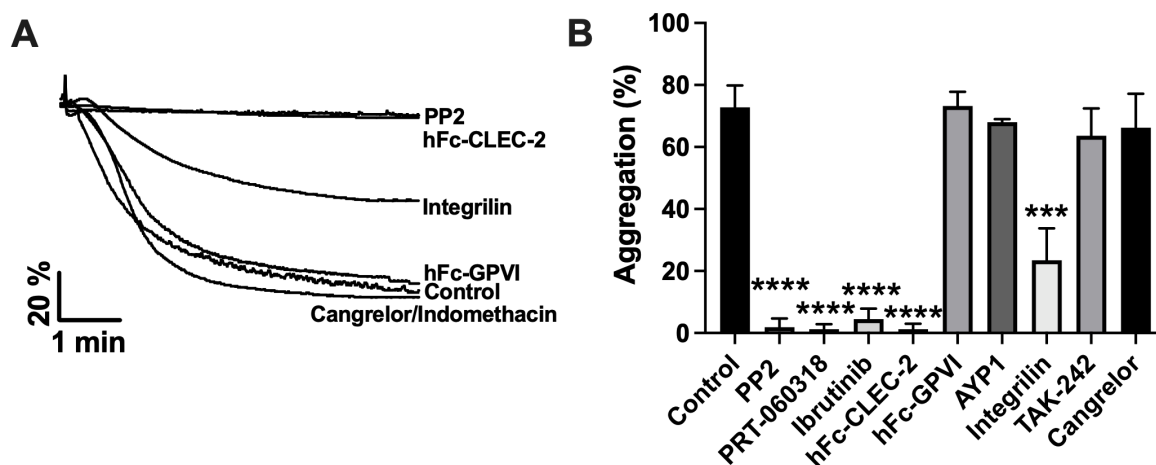 A
PP2
hFc-CLEC-2
Integrilin
hFc-GPVI
Control
Cangrelor/Indomethacin
20 %
1 min
B
Aggregation (%)
100
80
60
40
20
0
****
****
****
****
***
Control
PP2
PRT-060318
Ibrutinib
hFc-CLEC-2
hFc-GPVI
AYP1
Integrilin
TAK-242
Cangrelor